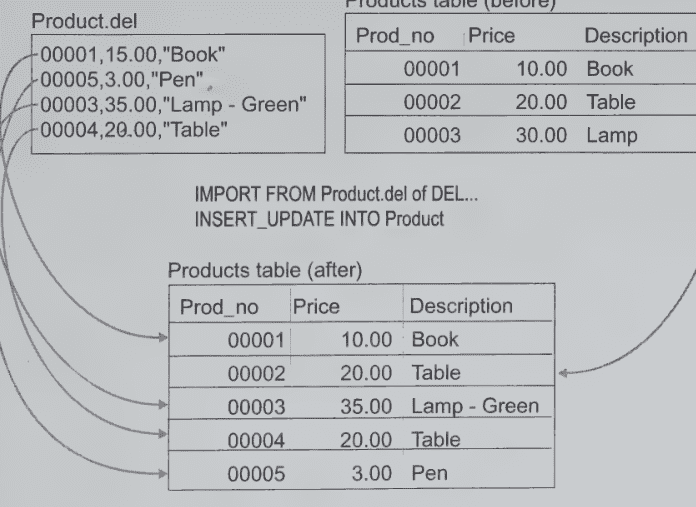 Product.del
00001,15.00,"Book"
00005,3.00,"Pen"
00003,35.00,"Lamp - Green"
00004,20.00,"Table"
Products table (before)
Prod_no Price Description
00001 10.00 Book
00002 20.00 Table
00003 30.00 Lamp
IMPORT FROM Product.del of DEL...
INSERT_UPDATE INTO Product
Products table (after)
Prod_no Price Description
00001 10.00 Book
00002 20.00 Table
00003 35.00 Lamp - Green
00004 20.00 Table
00005 3.00 Pen